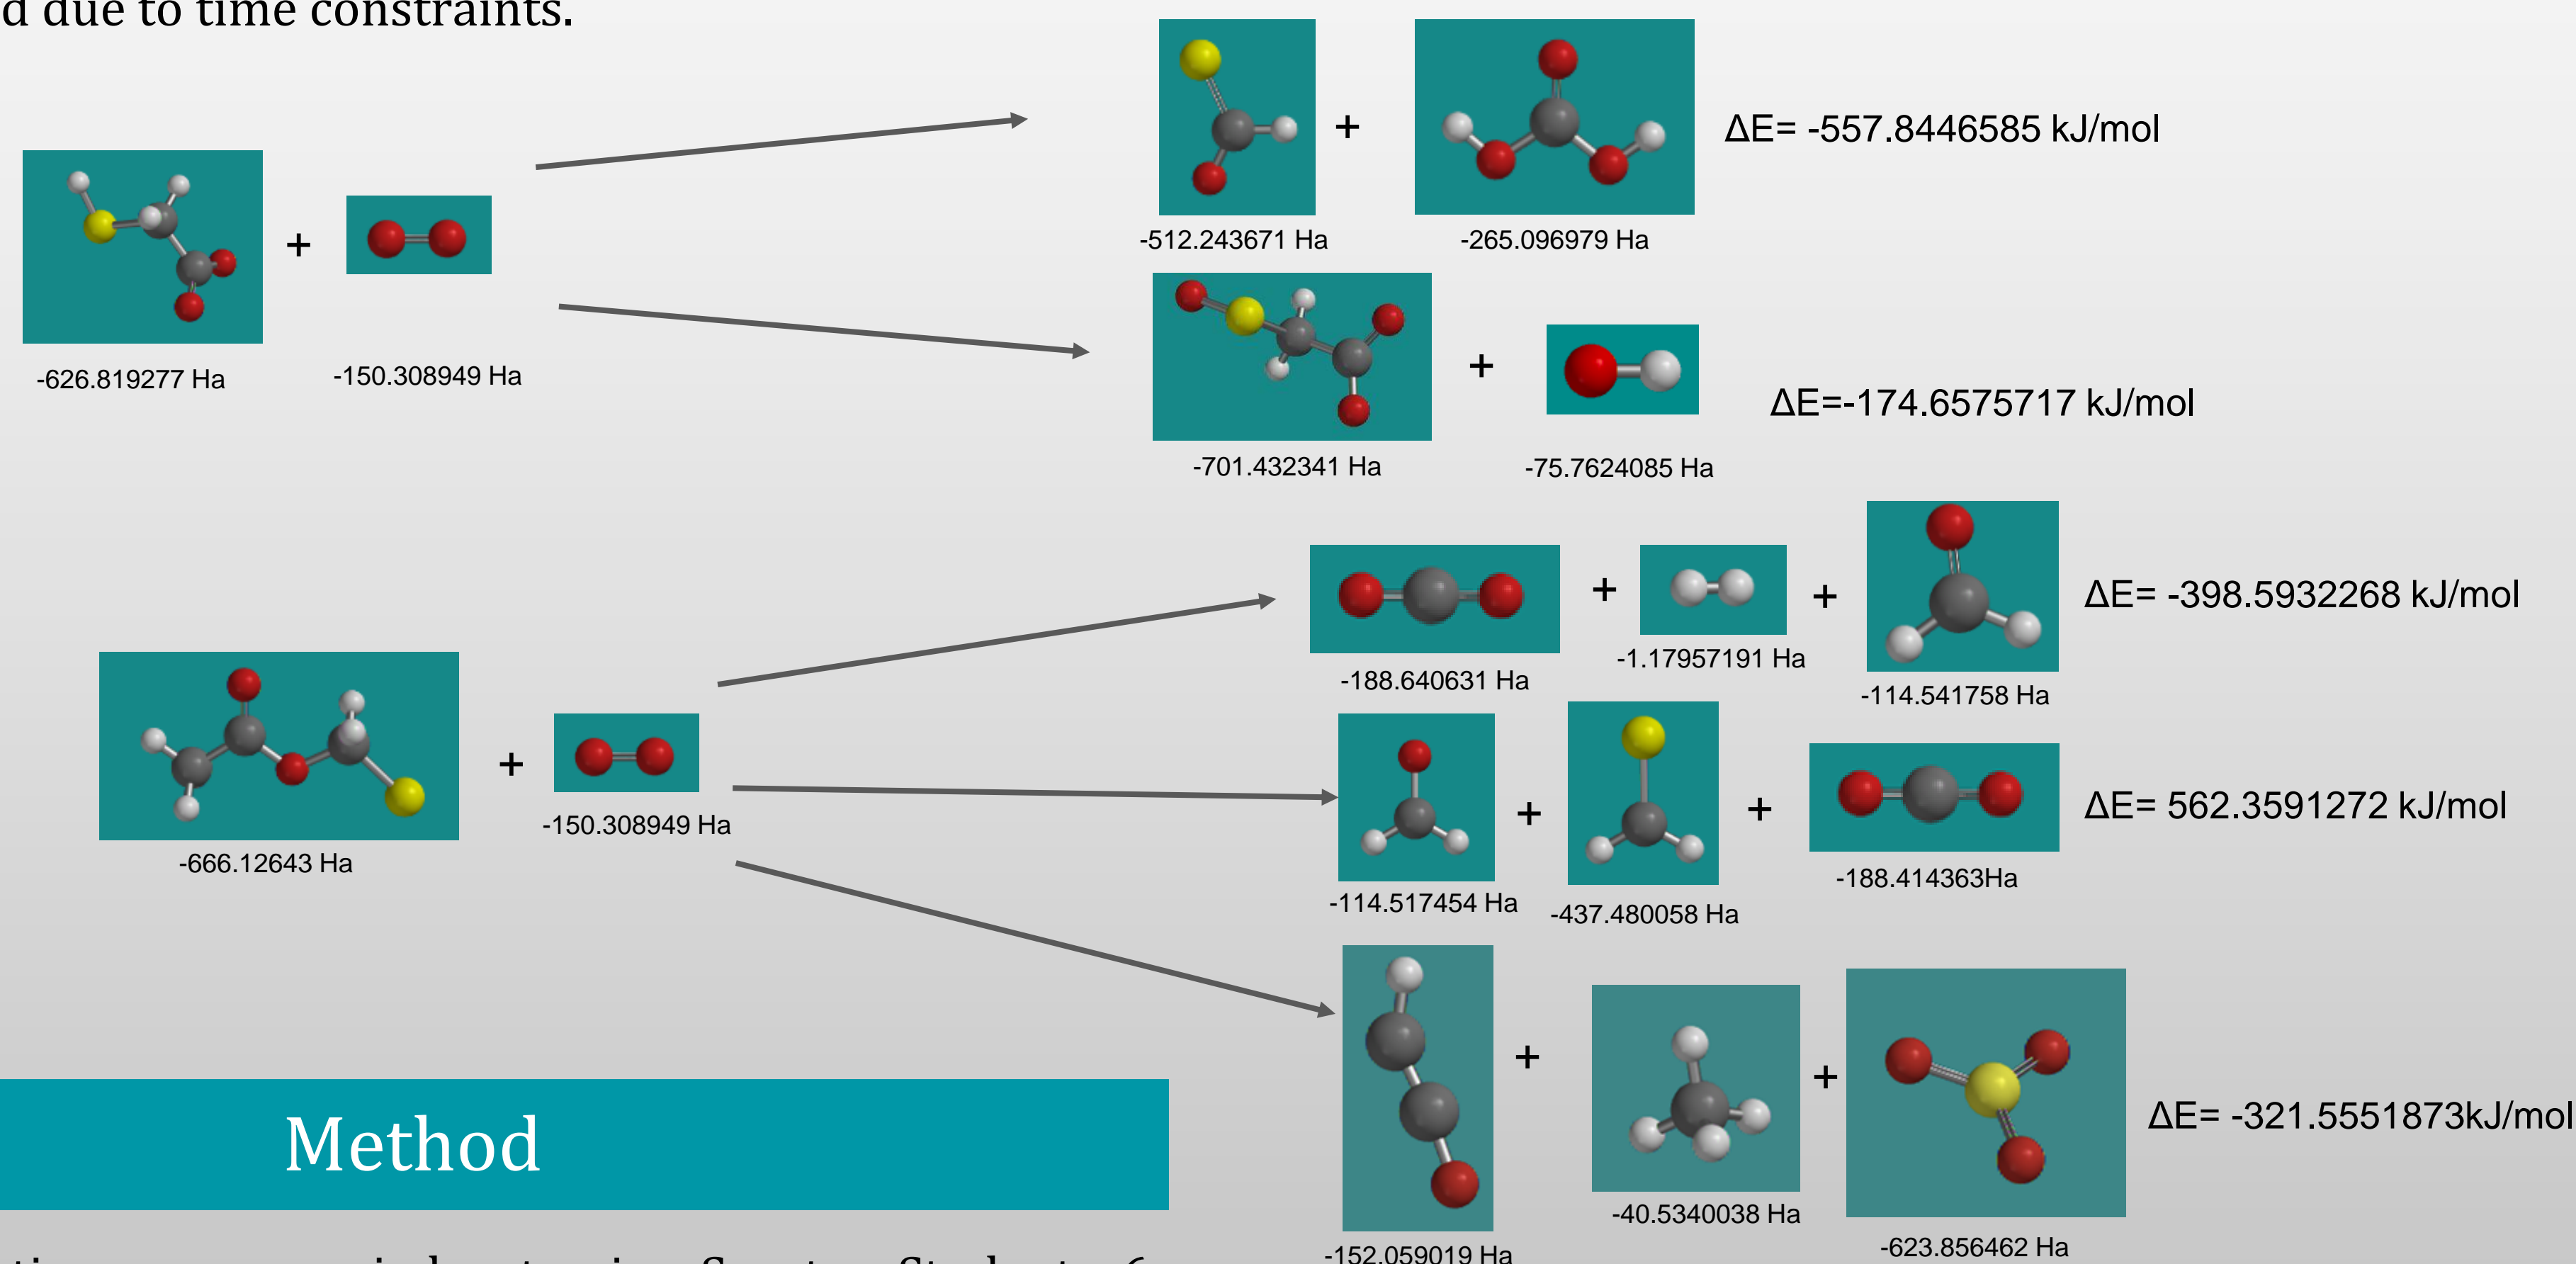 d due to time constraints.
+
ΔE= -557.8446585 kJ/mol
-512.243671 Ha
-265.096979 Ha
+
-626.819277 Ha
-150.308949 Ha
+
ΔE=-174.6575717 kJ/mol
-701.432341 Ha
-75.7624085 Ha
+
+
ΔE= -398.5932268 kJ/mol
-188.640631 Ha
-1.17957191 Ha
-114.541758 Ha
+
-666.12643 Ha
-150.308949 Ha
+
+
ΔE= 562.3591272 kJ/mol
-114.517454 Ha
-437.480058 Ha
-188.414363Ha
+
+
ΔE= -321.5551873kJ/mol
-152.059019 Ha
-40.5340038 Ha
-623.856462 Ha
Method